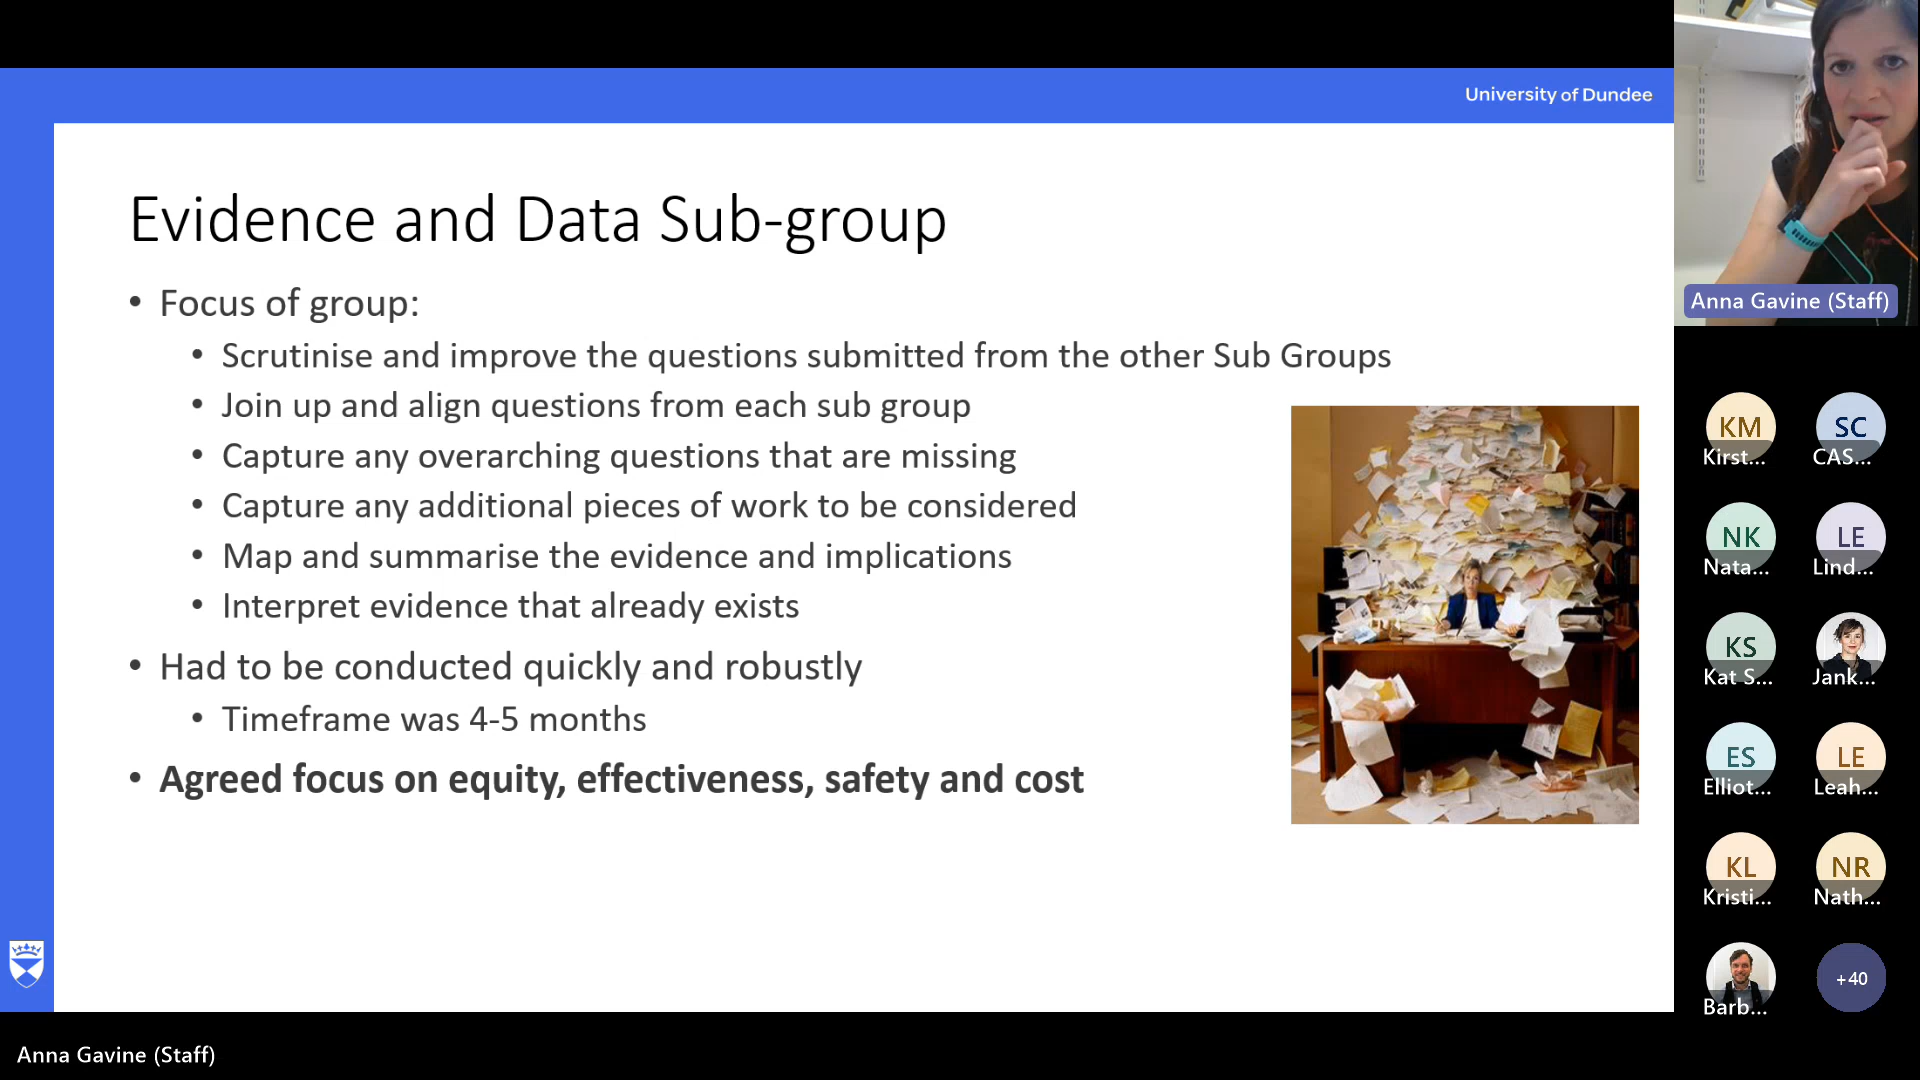 University of Dundee
Evidence and Data Sub-group
• Focus of group:
• Scrutinise and improve the questions submitted from the other Sub Groups
• Join up and align questions from each sub group
• Capture any overarching questions that are missing
• Capture any additional pieces of work to be considered
• Map and summarise the evidence and implications
• Interpret evidence that already exists
• Had to be conducted quickly and robustly
• Timeframe was 4-5 months
• Agreed focus on equity, effectiveness, safety and cost
Anna Gavine (Staff)
KM
Kirst...
SC
CAS...
NK
Nata...
LE
Lind...
KS
Kat S...
Jank...
ES
Elliot...
LE
Leah...
KL
Kristi...
NR
Nath...
Barb...
+40
Anna Gavine (Staff)